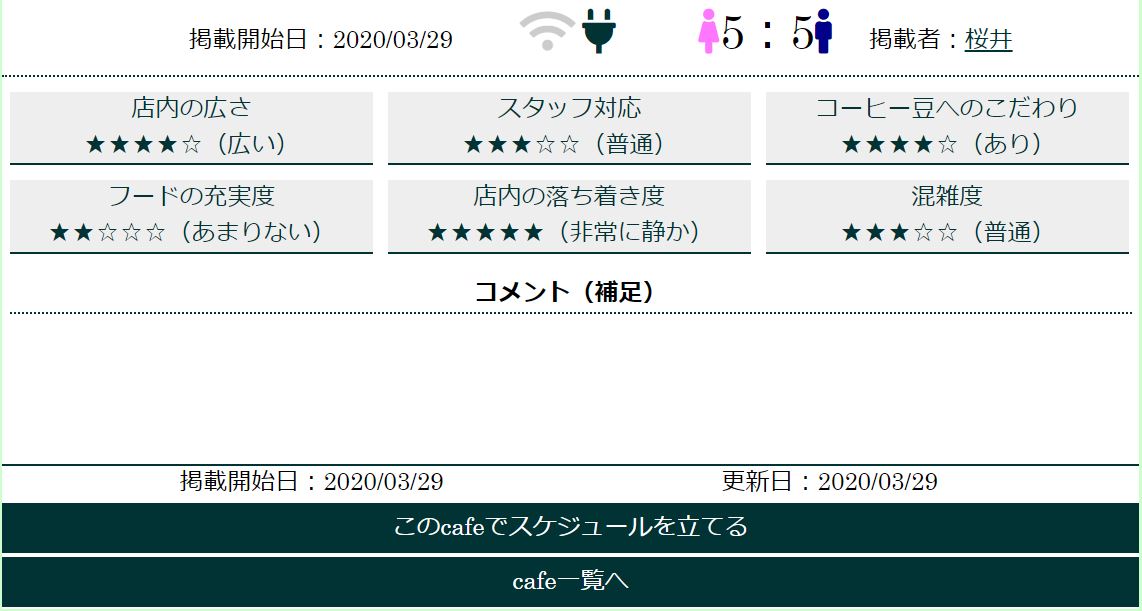 掲載開始日：2020/03/29 5：5 掲載者：桜井
店内の広さ
★★★★☆（広い）
スタッフ対応
★★★☆☆（普通）
コーヒー豆へのこだわり
★★★★☆（あり）
フードの充実度
★★☆☆☆（あまりない）
店内の落ち着き度
★★★★★（非常に静か）
混雑度
★★★☆☆（普通）
コメント（補足）
掲載開始日：2020/03/29 更新日：2020/03/29
このcafeでスケジュールを立てる
cafe一覧へ